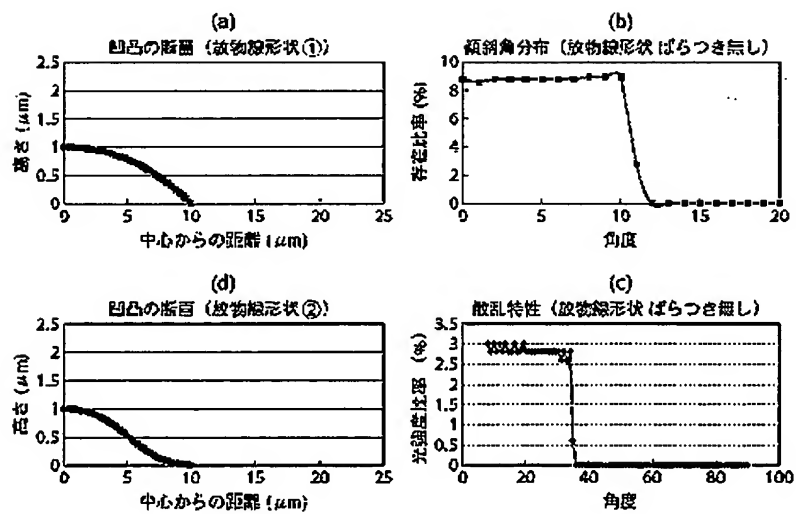 (a)
凹凸の断面 (放物線形状①)
高さ (μm)
2.5
2
1.5
1
0.5
0
0 5 10 15 20 25
中心からの距離 (μm)
(b)
傾斜角分布 (放物線形状 ばらつき無し)
存在比率 (%)
10
8
6
4
2
0
0 5 10 15 20
角度
(d)
凹凸の断面 (放物線形状②)
高さ (μm)
2.5
2
1.5
1
0.5
0
0 5 10 15 20 25
中心からの距離 (μm)
(c)
散乱特性 (放物線形状 ばらつき無し)
光強度比率 (%)
3.5
3
2.5
2
1.5
1
0.5
0
0 20 40 60 80 100
角度